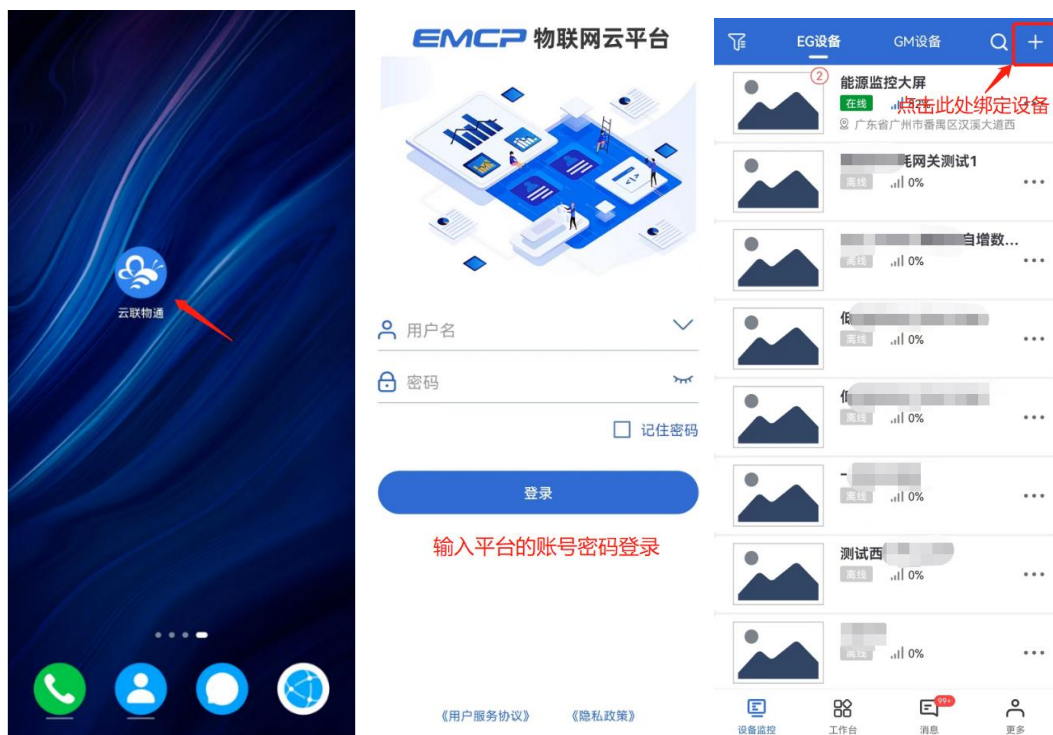 云联物通
EMCP 物联网云平台
用户名
密码
记住密码
登录
输入平台的账号密码登录
《用户服务协议》
《隐私政策》
EG设备
GM设备
点击此处绑定设备
2
能源监控大屏
在线
广东省广州市番禺区汉溪大道西
耗网关测试1
离线
0%
自增数...
离线
0%
低
离线
0%
低
离线
0%
离线
0%
测试西
离线
0%
离线
0%
设备监控
工作台
99+
消息
更多